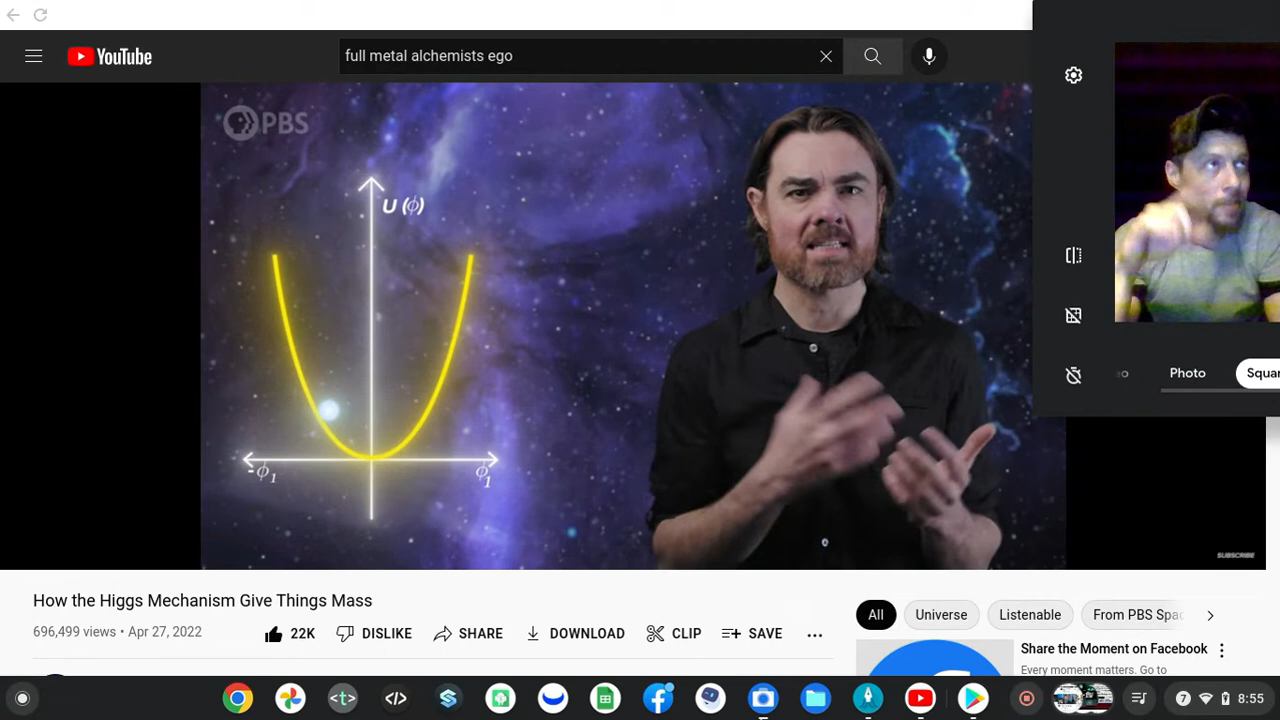 YouTube
full metal alchemists ego
PBS
U (ϕ)
-ϕ₁
ϕ₁
SUBSCRIBE
Photo
Squar
How the Higgs Mechanism Give Things Mass
696,499 views • Apr 27, 2022
22K
DISLIKE
SHARE
DOWNLOAD
CLIP
SAVE
All
Universe
Listenable
From PBS Spac
Share the Moment on Facebook
Every moment matters. Go to
7
8:55